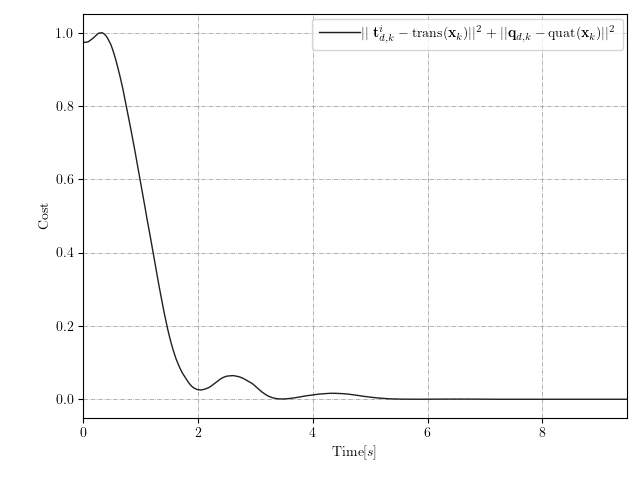 || t^i_{d,k} − trans(x_k)||^2 + ||q_{d,k} − quat(x_k)||^2
1.0
0.8
0.6
0.4
0.2
0.0
Cost
0 2 4 6 8
Time[s]